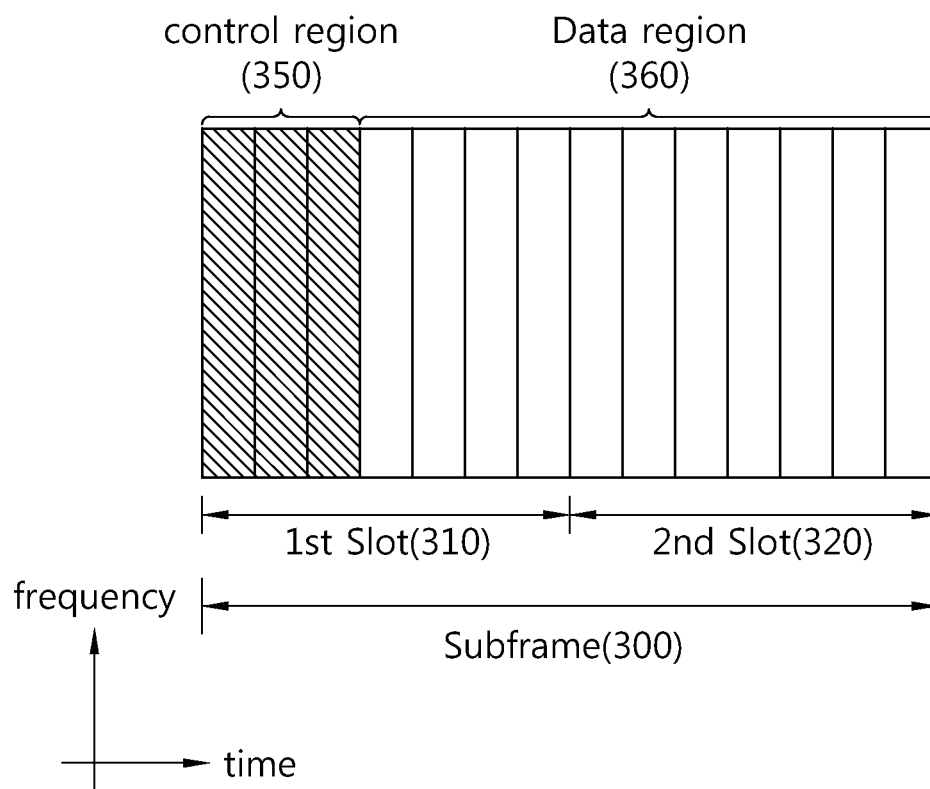 control region
(350)
Data region
(360)
1st Slot(310)
2nd Slot(320)
frequency
Subframe(300)
time